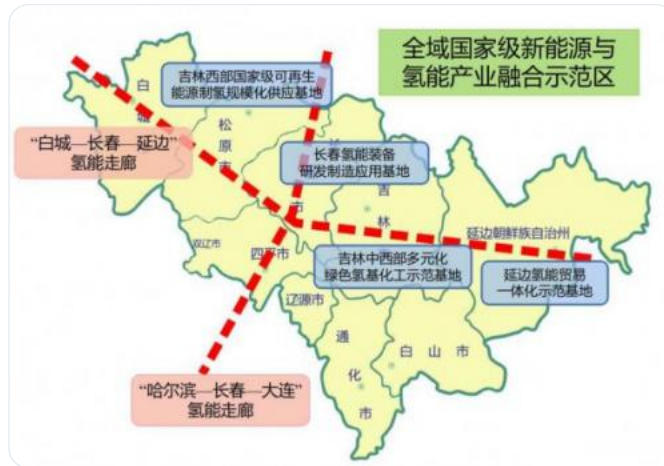 全域国家级新能源与
氢能产业融合示范区
白城
吉林西部国家级可再生
能源制氢规模化供应基地
松原市
“白城—长春—延边”
氢能走廊
长春氢能装备
研发制造应用基地
市
吉林
延边朝鲜族自治州
双辽市
四平市
吉林中西部多元化
绿色氢基化工示范基地
延边氢能贸易
一体化示范基地
辽源市
通化市
白山市
“哈尔滨—长春—大连”
氢能走廊